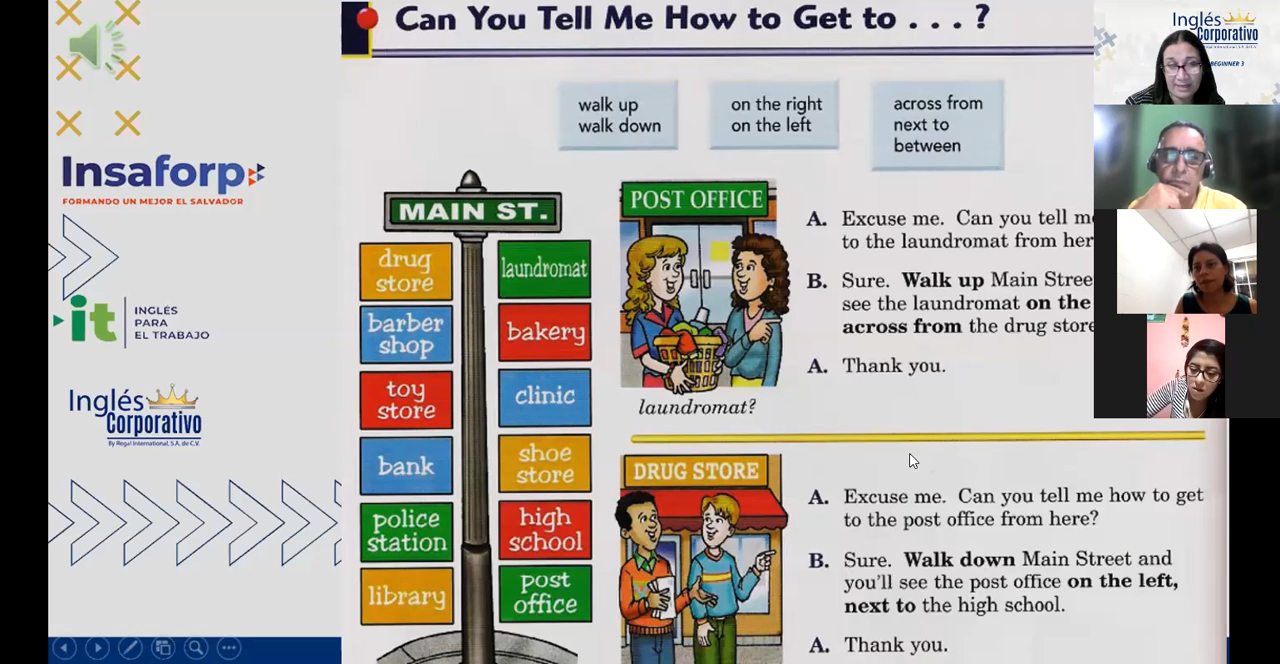 Can You Tell Me How to Get to . . . ?
Inglés
Corporativo
BEGINNER 3
walk up
walk down
on the right
on the left
across from
next to
between
Insaforp
FORMANDO UN MEJOR EL SALVADOR
it
INGLÉS
PARA
EL TRABAJO
Inglés
Corporativo
By Regal International, S.A. de C.V.
MAIN ST.
drug
store
laundromat
barber
shop
bakery
toy
store
clinic
bank
shoe
store
police
station
high
school
library
post
office
POST OFFICE
laundromat?
A. Excuse me. Can you tell
to the laundromat from
B. Sure. Walk up Main
see the laundromat on the
across from the drug
A. Thank you.
DRUG STORE
A. Excuse me. Can you tell me how to get
to the post office from here?
B. Sure. Walk down Main Street and
you'll see the post office on the left,
next to the high school.
A. Thank you.